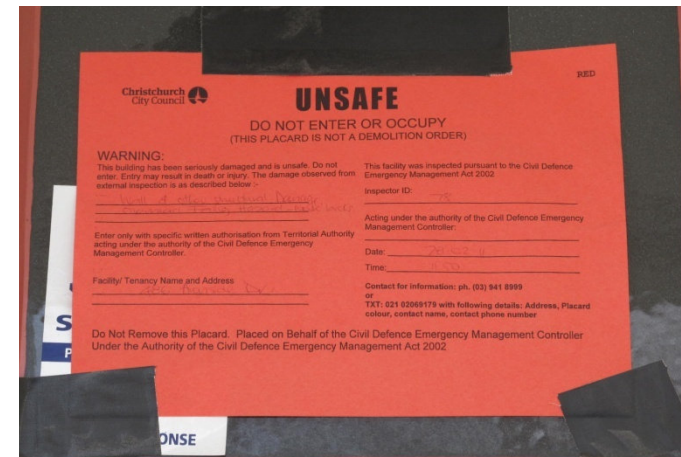 RED
Christchurch
City Council
UNSAFE
DO NOT ENTER OR OCCUPY
(THIS PLACARD IS NOT A DEMOLITION ORDER)
WARNING:
This building has been seriously damaged and is unsafe. Do not
enter. Entry may result in death or injury. The damage observed from
external inspection is as described below :-
Wall & other structural Damage
Enter only with specific written authorisation from Territorial Authority
acting under the authority of the Civil Defence Emergency
Management Controller.
Facility/ Tenancy Name and Address
This facility was inspected pursuant to the Civil Defence
Emergency Management Act 2002
Inspector ID:
Acting under the authority of the Civil Defence Emergency
Management Controller:
Date:
Time:
Contact for information: ph. (03) 941 8999
or
TXT: 021 02069179 with following details: Address, Placard
colour, contact name, contact phone number
Do Not Remove this Placard. Placed on Behalf of the Civil Defence Emergency Management Controller
Under the Authority of the Civil Defence Emergency Management Act 2002
S
P
ONSE